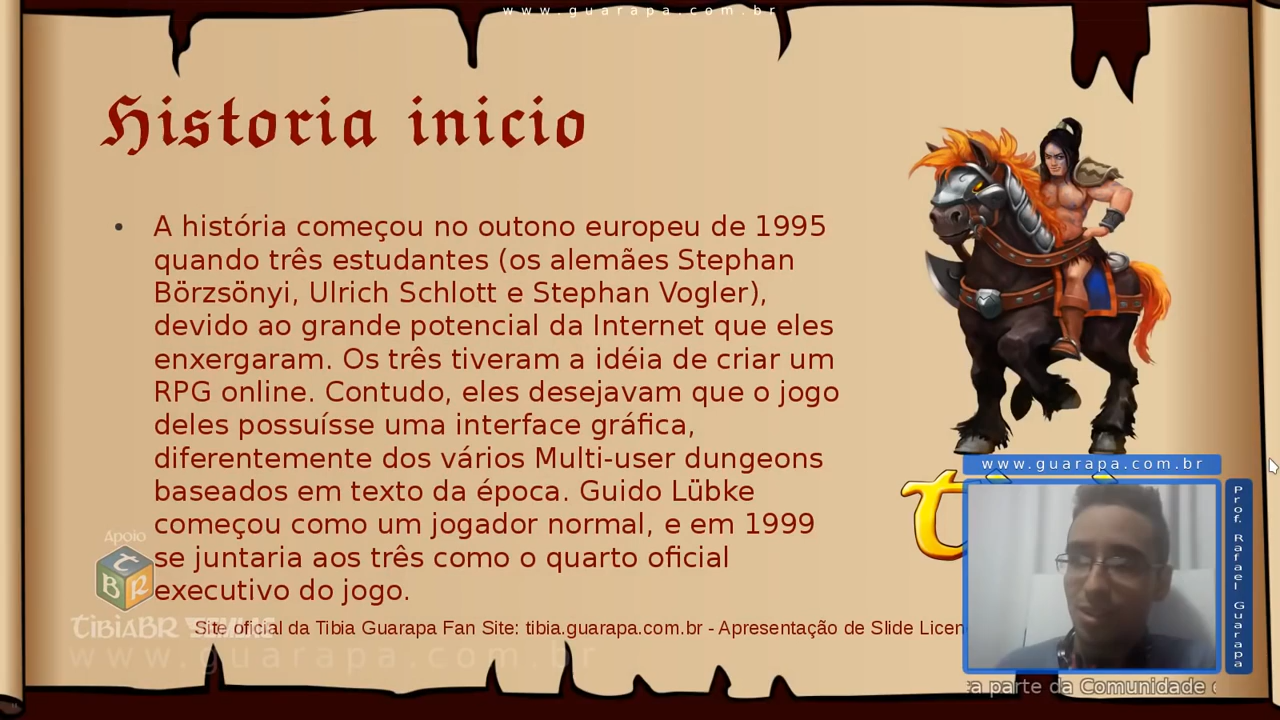 www.guarapa.com.br
Historia inicio
• A história começou no outono europeu de 1995
quando três estudantes (os alemães Stephan
Börzsönyi, Ulrich Schlott e Stephan Vogler),
devido ao grande potencial da Internet que eles
enxergaram. Os três tiveram a idéia de criar um
RPG online. Contudo, eles desejavam que o jogo
deles possuísse uma interface gráfica,
diferentemente dos vários Multi-user dungeons
baseados em texto da época. Guido Lübke
começou como um jogador normal, e em 1999
se juntaria aos três como o quarto oficial
executivo do jogo.
www.guarapa.com.br
Prof. Rafael Guarapa
Apoio
TBR
TibiaBR
Site oficial da Tibia Guarapa Fan Site: tibia.guarapa.com.br - Apresentação de Slide Licen
www.guarapa.com.br
a parte da Comunidade